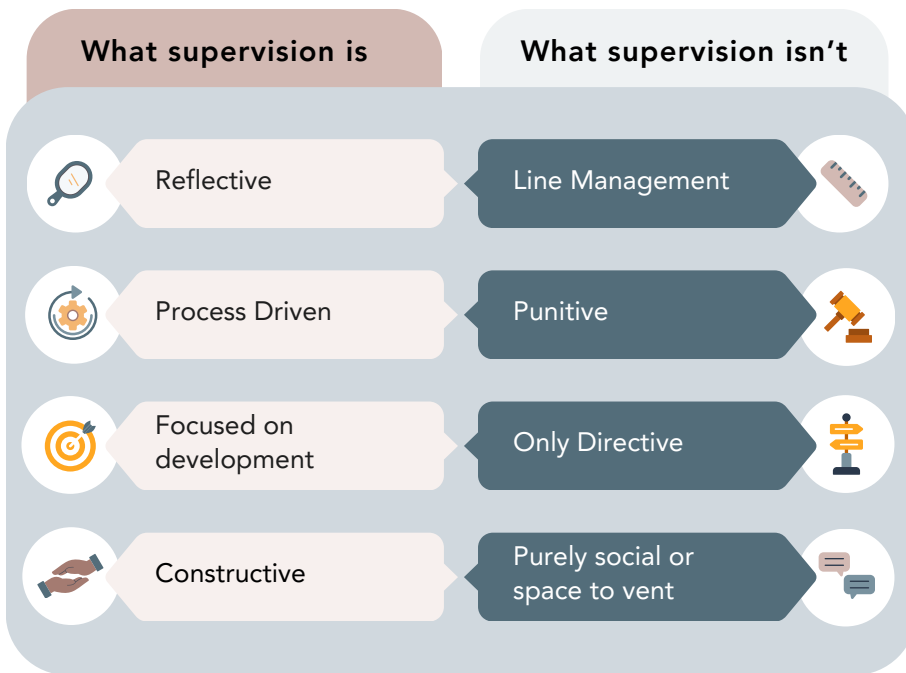 What supervision is
What supervision isn't
Reflective
Line Management
Process Driven
Punitive
Focused on
development
Only Directive
Constructive
Purely social or
space to vent